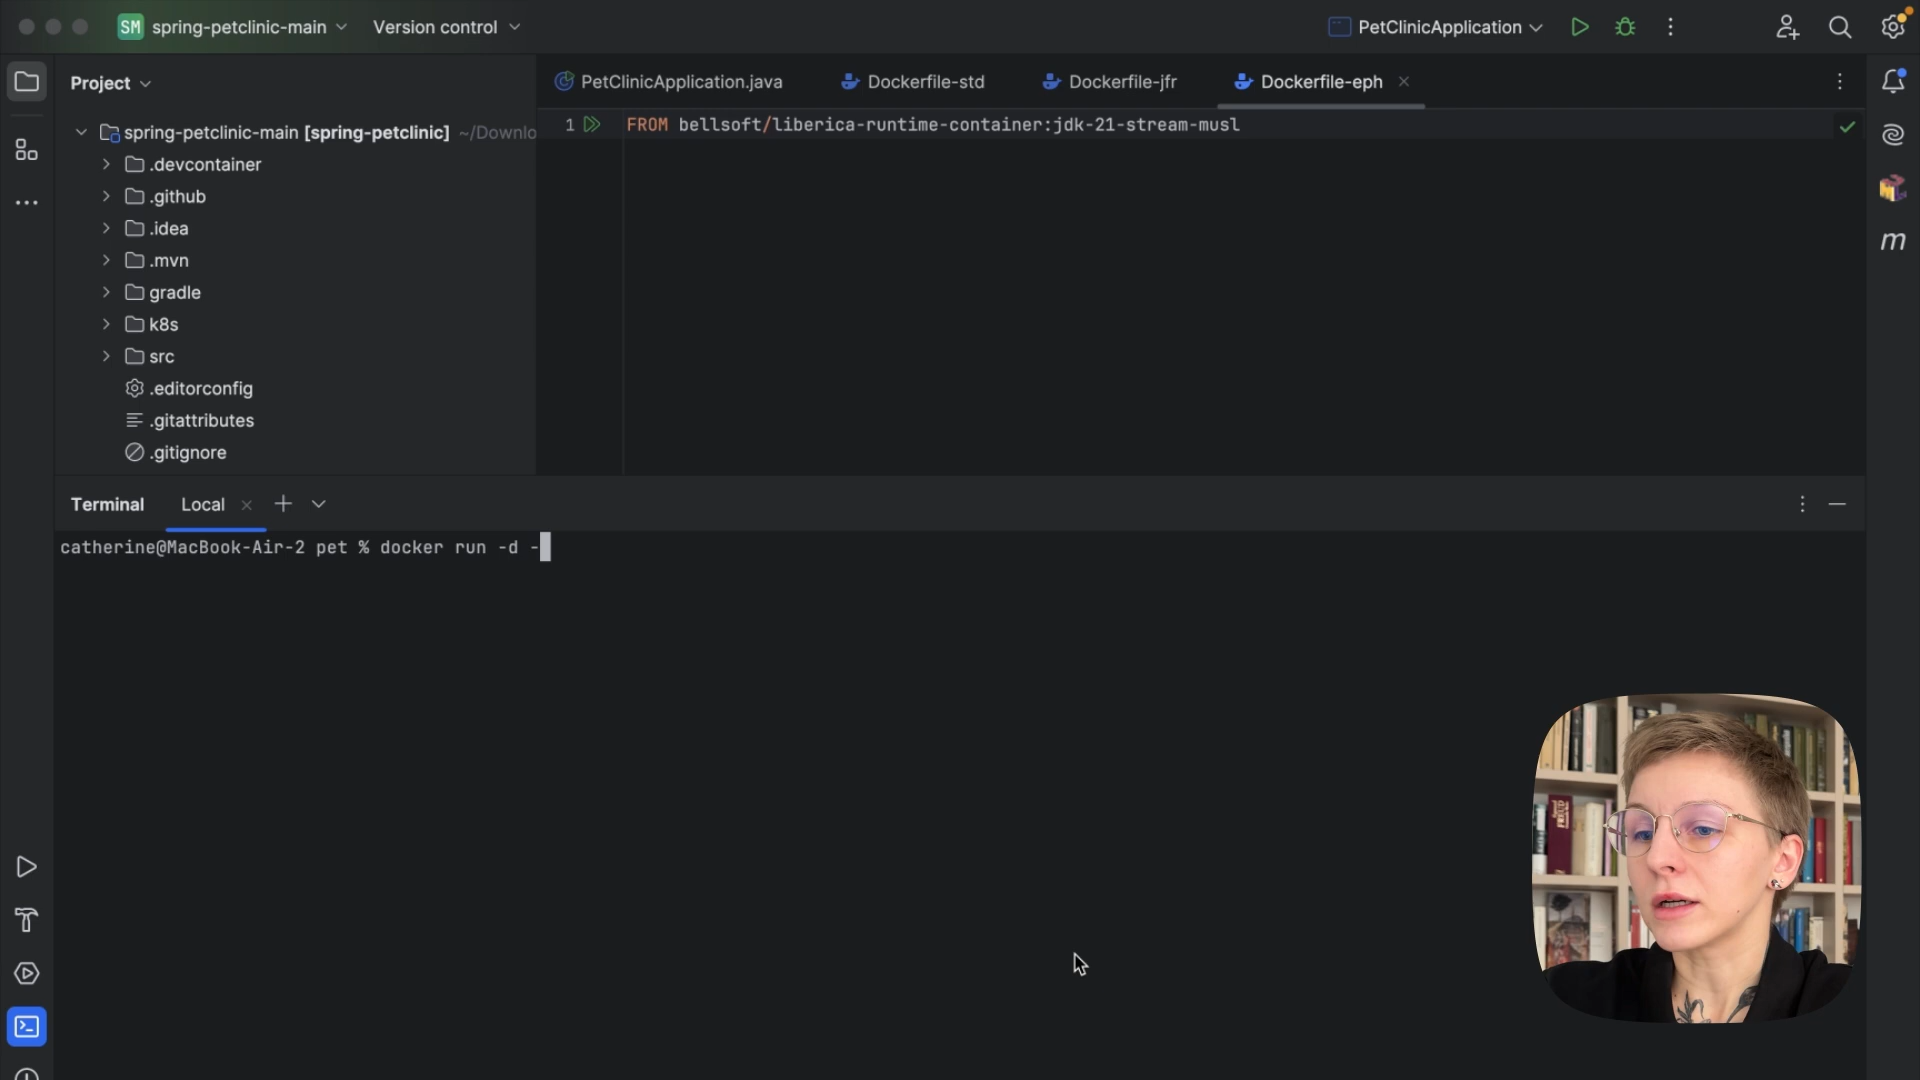 SM spring-petclinic-main Version control PetClinicApplication
Project
PetClinicApplication.java Dockerfile-std Dockerfile-jfr Dockerfile-eph
spring-petclinic-main [spring-petclinic] ~/Downlo
1 FROM bellsoft/liberica-runtime-container:jdk-21-stream-musl
.devcontainer
.github
.idea
.mvn
gradle
k8s
src
.editorconfig
.gitattributes
.gitignore
m
Terminal Local
catherine@MacBook-Air-2 pet % docker run -d -